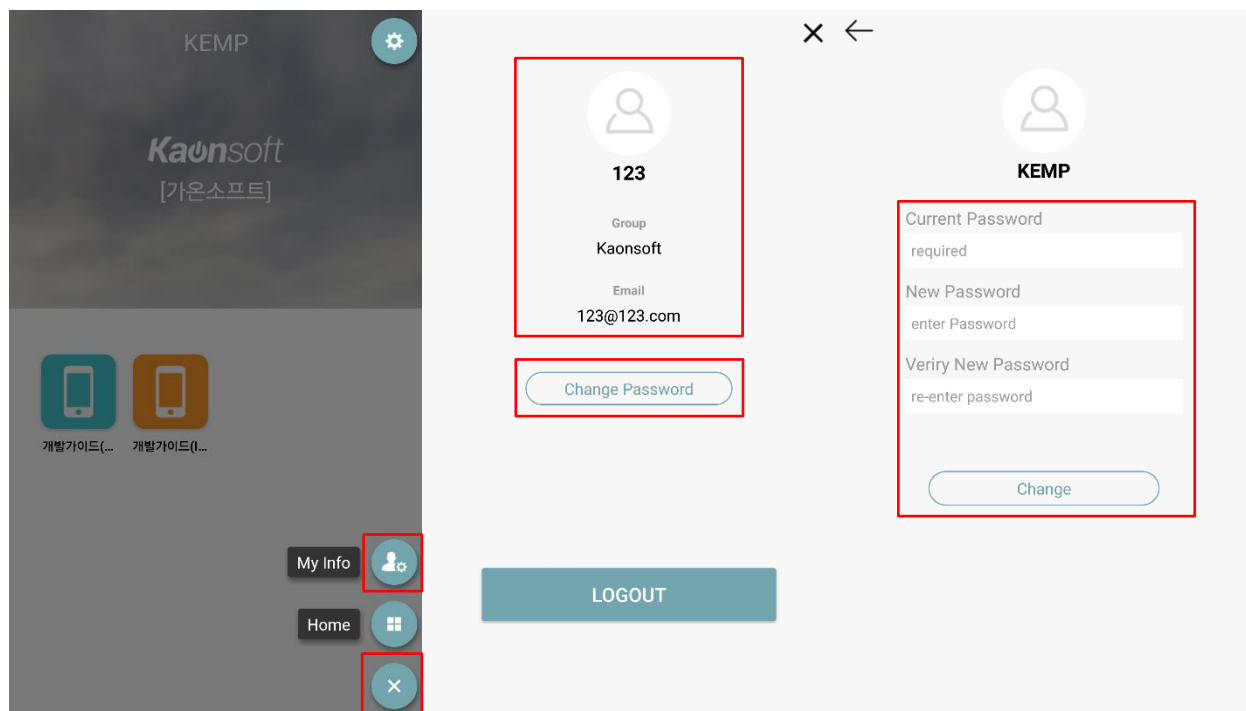 KEMP
Kaonsoft
[가온소프트]
개발가이드(...
개발가이드(I...
My Info
Home
123
Group
Kaonsoft
Email
123@123.com
Change Password
LOGOUT
KEMP
Current Password
required
New Password
enter Password
Veriry New Password
re-enter password
Change